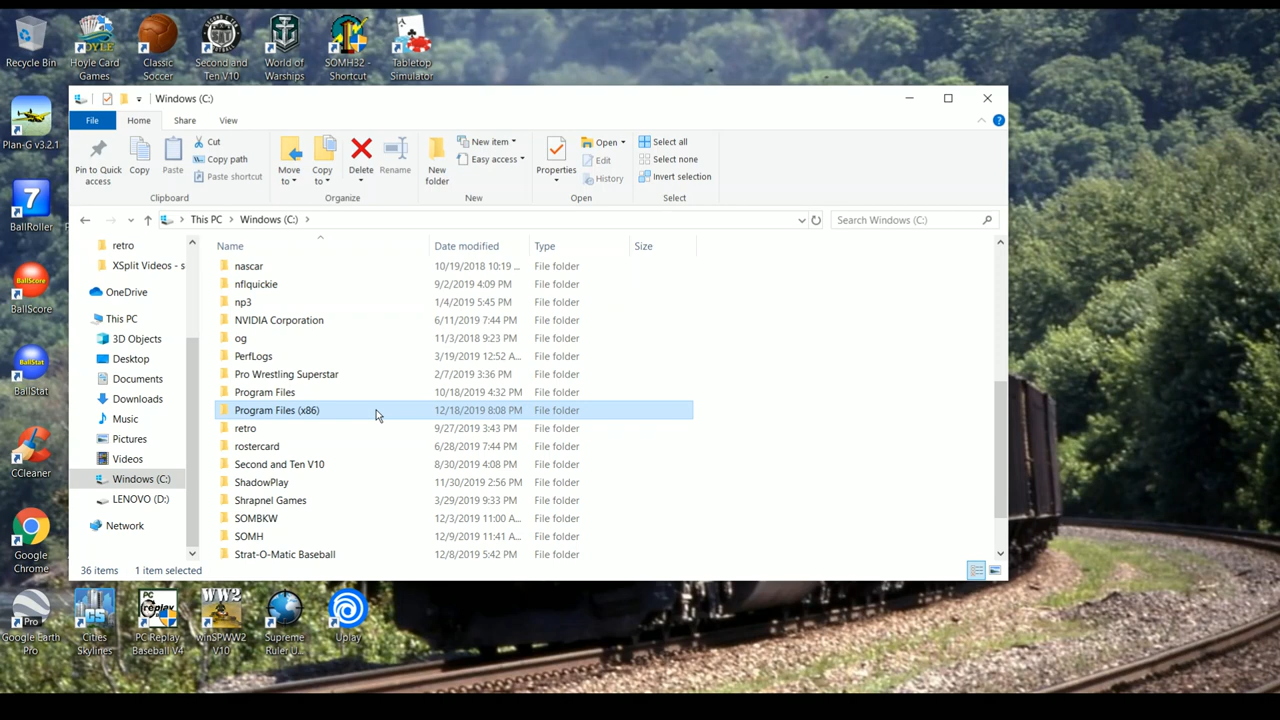 Recycle Bin
Hoyle Card Games
Classic Soccer
Second and Ten V10
World of Warships
SOMH32 - Shortcut
Tabletop Simulator
Plan-G v3.2.1
BallRoller
BallScore
BallStat
CCleaner
Google Chrome
Google Earth Pro
Cities Skylines
PC Replay Baseball V4
winSPWW2 V10
Supreme Ruler U...
Uplay
Windows (C:)
File Home Share View
Pin to Quick access
Copy
Paste
Cut
Copy path
Paste shortcut
Clipboard
Move to
Copy to
Delete
Rename
Organize
New folder
New item
Easy access
New
Properties
Open
Edit
History
Open
Select all
Select none
Invert selection
Select
This PC > Windows (C:) >
Search Windows (C:)
retro
XSplit Videos - s
OneDrive
This PC
3D Objects
Desktop
Documents
Downloads
Music
Pictures
Videos
Windows (C:)
LENOVO (D:)
Network
Name Date modified Type Size
nascar 10/19/2018 10:19 ... File folder
nflquickie 9/2/2019 4:09 PM File folder
np3 1/4/2019 5:45 PM File folder
NVIDIA Corporation 6/11/2019 7:44 PM File folder
og 11/3/2018 9:23 PM File folder
PerfLogs 3/19/2019 12:52 A... File folder
Pro Wrestling Superstar 2/7/2019 3:36 PM File folder
Program Files 10/18/2019 4:32 PM File folder
Program Files (x86) 12/18/2019 8:08 PM File folder
retro 9/27/2019 3:43 PM File folder
rostercard 6/28/2019 7:44 PM File folder
Second and Ten V10 8/30/2019 4:08 PM File folder
ShadowPlay 11/30/2019 2:56 PM File folder
Shrapnel Games 3/29/2019 9:33 PM File folder
SOMBKW 12/3/2019 11:00 A... File folder
SOMH 12/9/2019 11:41 A... File folder
Strat-O-Matic Baseball 12/8/2019 5:42 PM File folder
36 items 1 item selected